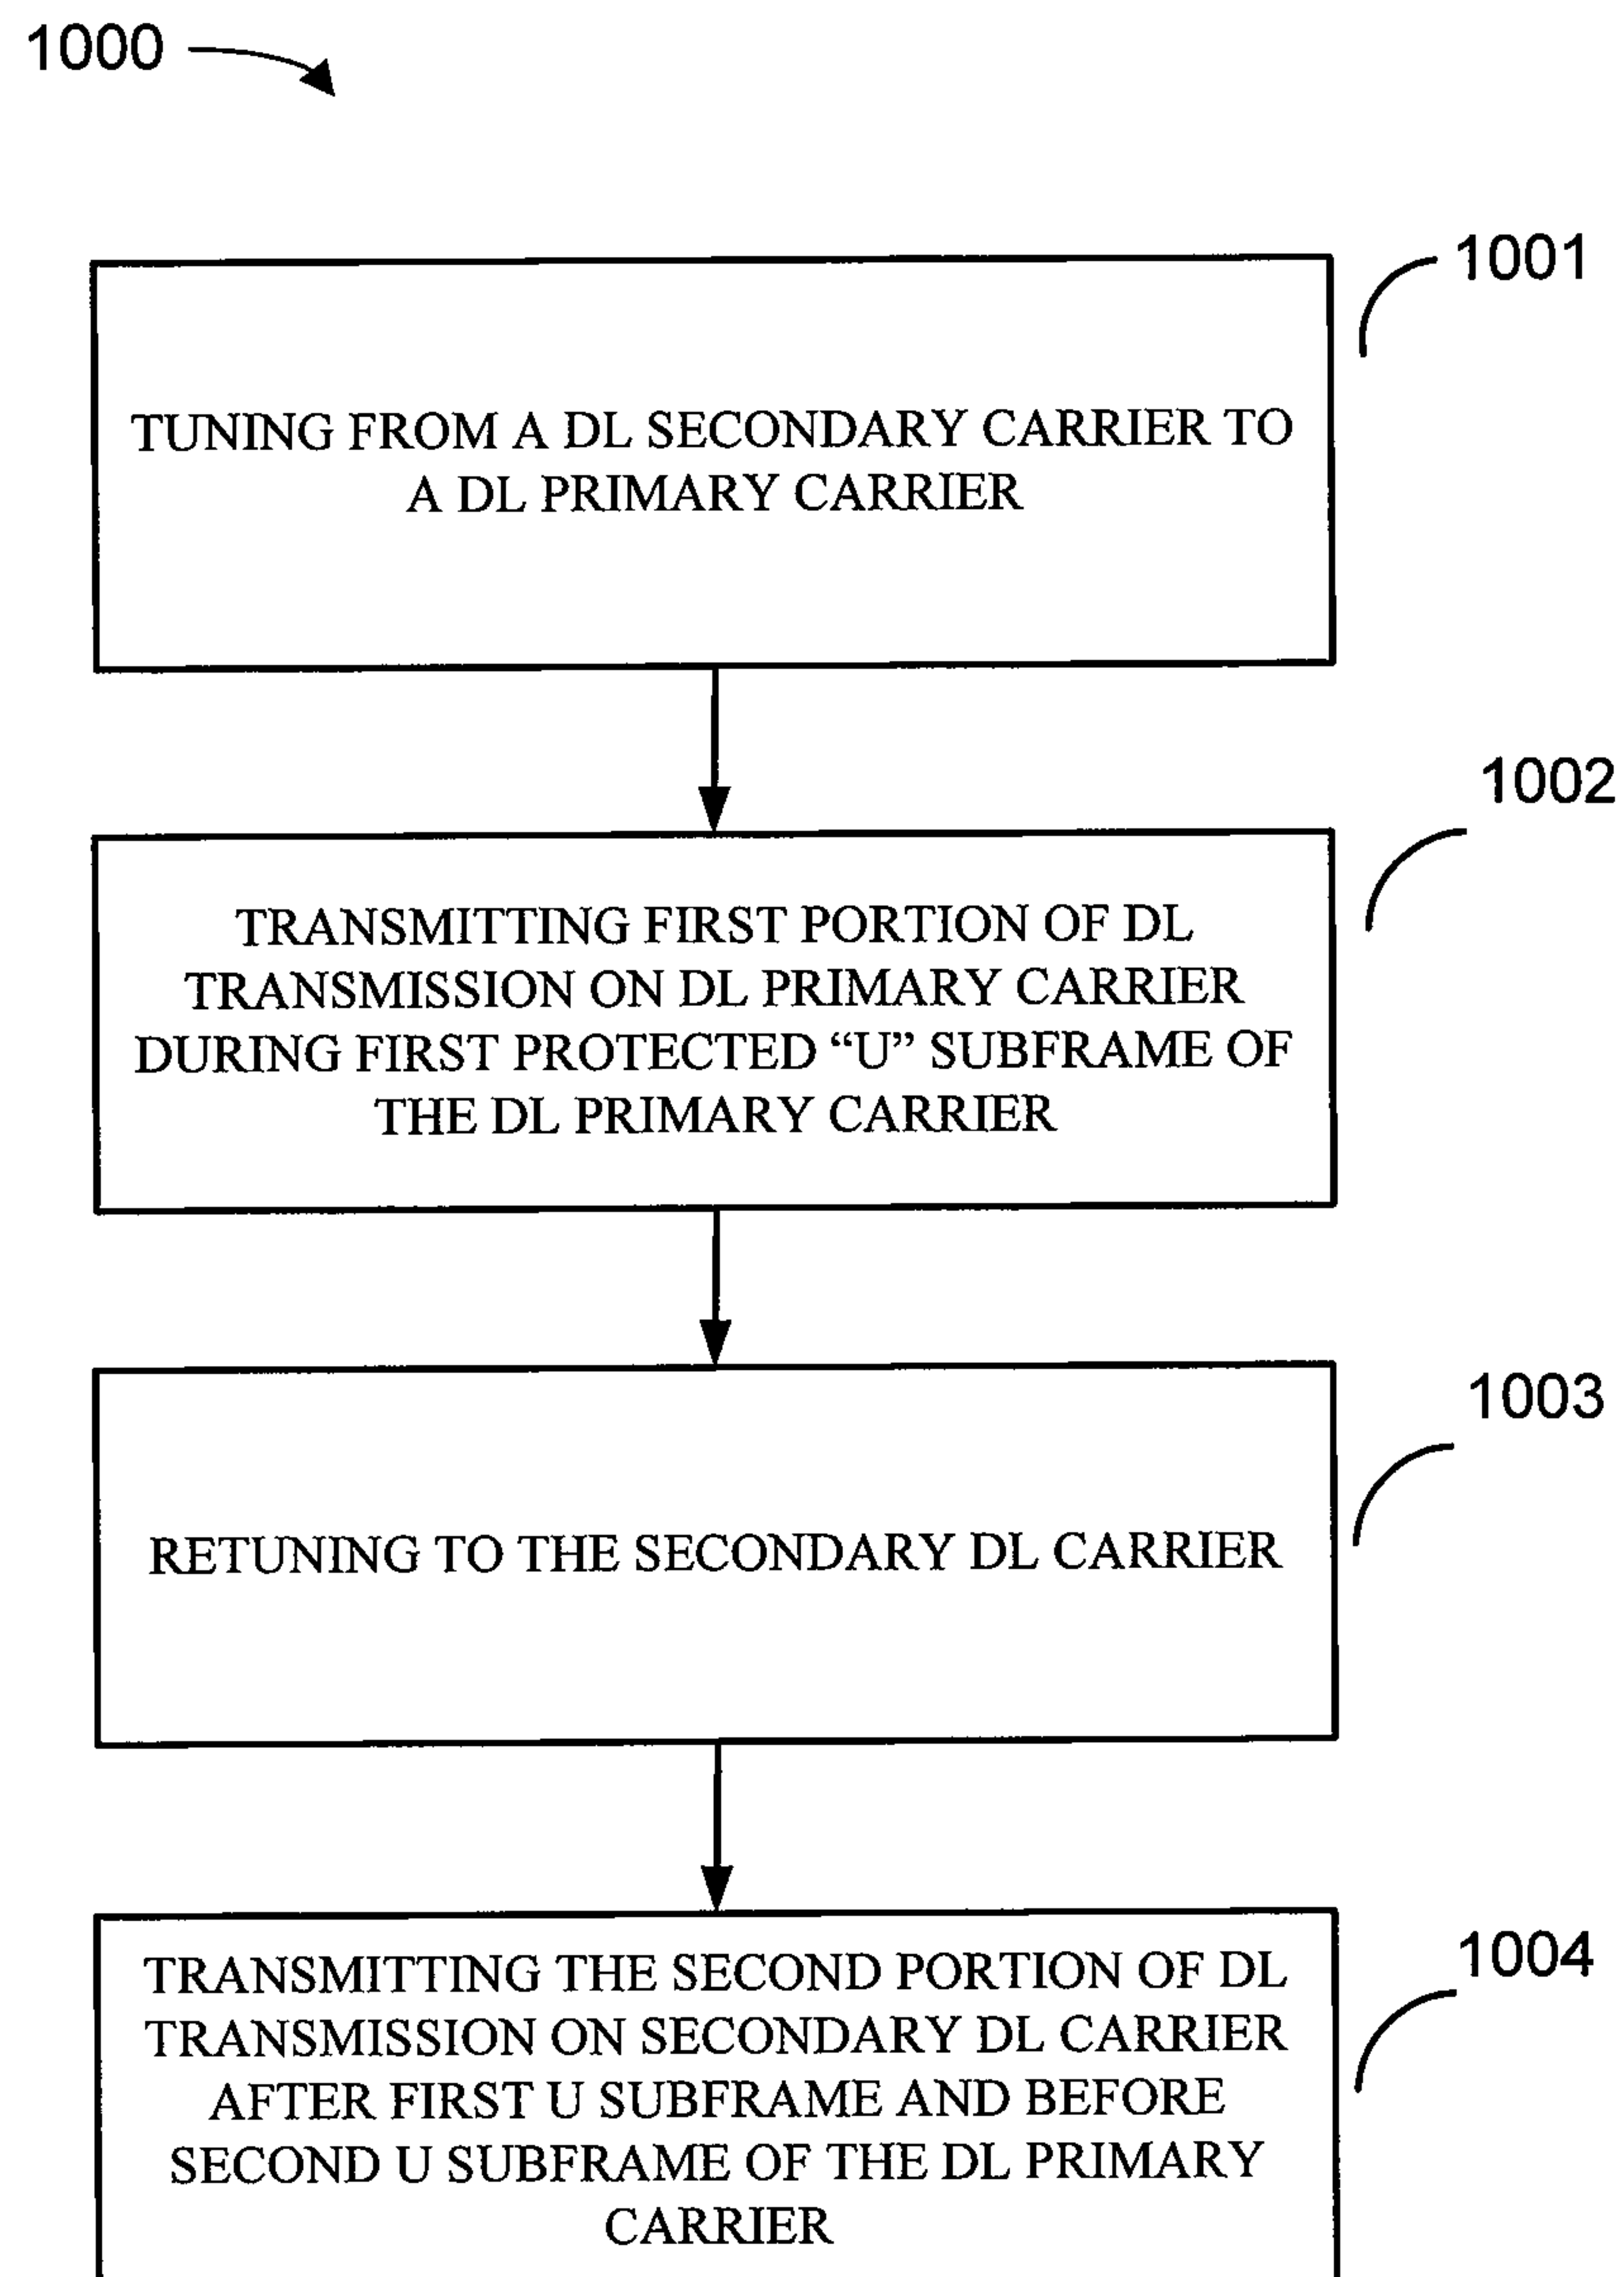 1000
1001
TUNING FROM A DL SECONDARY CARRIER TO
A DL PRIMARY CARRIER
1002
TRANSMITTING FIRST PORTION OF DL
TRANSMISSION ON DL PRIMARY CARRIER
DURING FIRST PROTECTED “U” SUBFRAME OF
THE DL PRIMARY CARRIER
1003
RETUNING TO THE SECONDARY DL CARRIER
1004
TRANSMITTING THE SECOND PORTION OF DL
TRANSMISSION ON SECONDARY DL CARRIER
AFTER FIRST U SUBFRAME AND BEFORE
SECOND U SUBFRAME OF THE DL PRIMARY
CARRIER